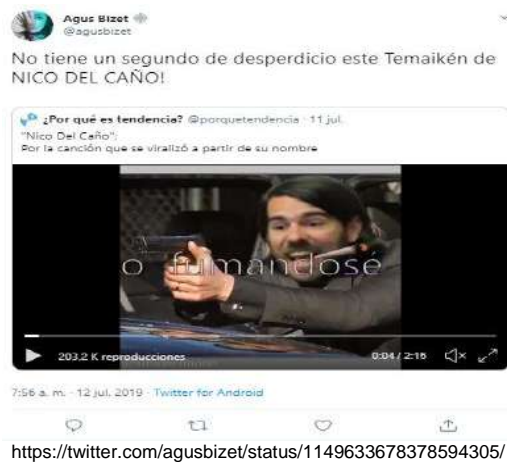 Agus Bizet
@agusbizet
No tiene un segundo de desperdicio este Temaikén de
NICO DEL CAÑO!
¿Por qué es tendencia? @porquetendencia · 11 jul.
"Nico Del Caño":
Por la canción que se viralizó a partir de su nombre
o fumandosé
203,2 K reproducciones
0:04 / 2:16
7:56 a. m. · 12 jul. 2019 · Twitter for Android
https://twitter.com/agusbizet/status/1149633678378594305/